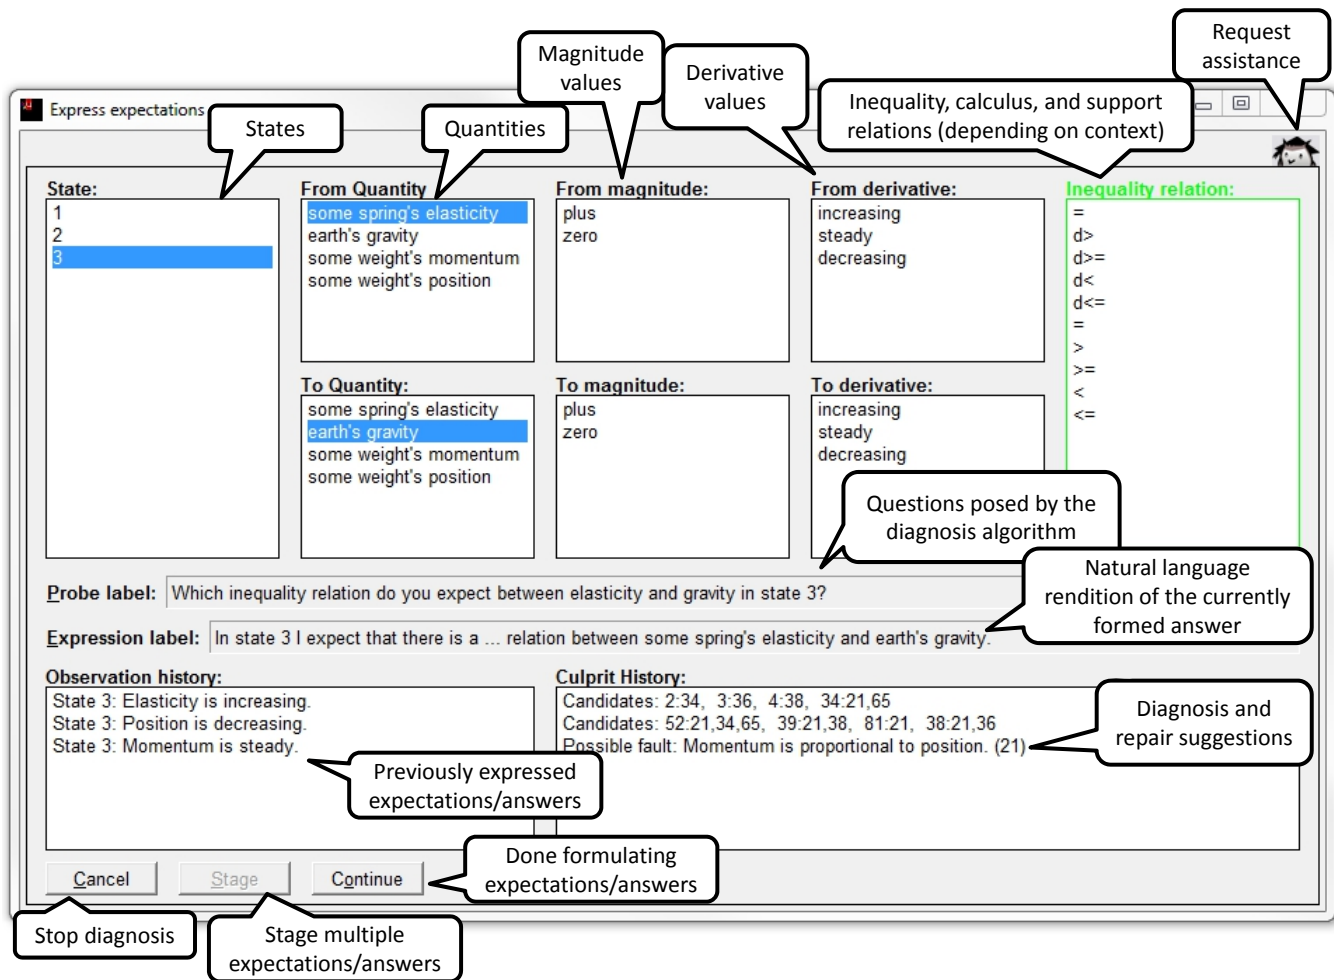 Request
assistance
Magnitude
values
Derivative
values
Inequality, calculus, and support
relations (depending on context)
Express expectations
States
Quantities
State:
1
2
3
From Quantity
some spring's elasticity
earth's gravity
some weight's momentum
some weight's position
From magnitude:
plus
zero
From derivative:
increasing
steady
decreasing
Inequality relation:
=
d>
d>=
d<
d<=
=
>
>=
<
<=
To Quantity:
some spring's elasticity
earth's gravity
some weight's momentum
some weight's position
To magnitude:
plus
zero
To derivative:
increasing
steady
decreasing
Questions posed by the
diagnosis algorithm
Natural language
rendition of the currently
formed answer
Probe label: Which inequality relation do you expect between elasticity and gravity in state 3?
Expression label: In state 3 I expect that there is a ... relation between some spring's elasticity and earth's gravity.
Observation history:
State 3: Elasticity is increasing.
State 3: Position is decreasing.
State 3: Momentum is steady.
Culprit History:
Candidates: 2:34, 3:36, 4:38, 34:21,65
Candidates: 52:21,34,65, 39:21,38, 81:21, 38:21,36
Possible fault: Momentum is proportional to position. (21)
Diagnosis and
repair suggestions
Previously expressed
expectations/answers
Done formulating
expectations/answers
Cancel
Stage
Continue
Stop diagnosis
Stage multiple
expectations/answers